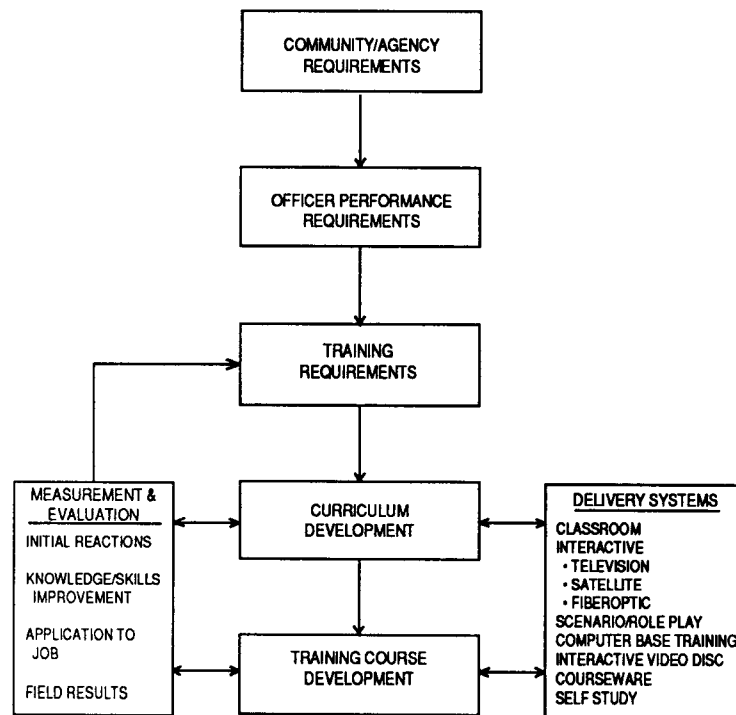 COMMUNITY/AGENCY
REQUIREMENTS
OFFICER PERFORMANCE
REQUIREMENTS
TRAINING
REQUIREMENTS
MEASUREMENT &
EVALUATION
INITIAL REACTIONS
KNOWLEDGE/SKILLS
IMPROVEMENT
APPLICATION TO
JOB
FIELD RESULTS
CURRICULUM
DEVELOPMENT
TRAINING COURSE
DEVELOPMENT
DELIVERY SYSTEMS
CLASSROOM
INTERACTIVE
• TELEVISION
• SATELLITE
• FIBEROPTIC
SCENARIO/ROLE PLAY
COMPUTER BASE TRAINING
INTERACTIVE VIDEO DISC
COURSEWARE
SELF STUDY